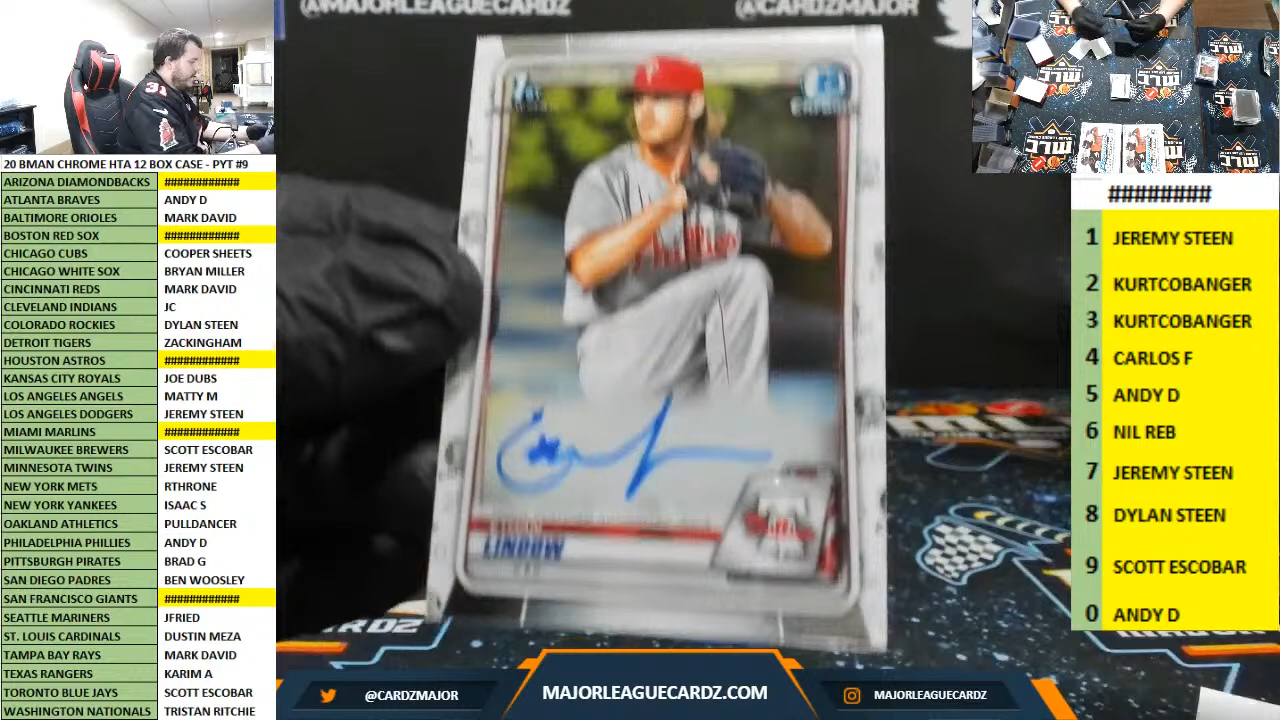 @MAJORLEAGUECARDZ
@CARDZMAJOR
20 BMAN CHROME HTA 12 BOX CASE - PYT #9
ARIZONA DIAMONDBACKS ############
ATLANTA BRAVES ANDY D
BALTIMORE ORIOLES MARK DAVID
BOSTON RED SOX ############
CHICAGO CUBS COOPER SHEETS
CHICAGO WHITE SOX BRYAN MILLER
CINCINNATI REDS MARK DAVID
CLEVELAND INDIANS JC
COLORADO ROCKIES DYLAN STEEN
DETROIT TIGERS ZACKINGHAM
HOUSTON ASTROS ############
KANSAS CITY ROYALS JOE DUBS
LOS ANGELES ANGELS MATTY M
LOS ANGELES DODGERS JEREMY STEEN
MIAMI MARLINS ############
MILWAUKEE BREWERS SCOTT ESCOBAR
MINNESOTA TWINS JEREMY STEEN
NEW YORK METS RTHRONE
NEW YORK YANKEES ISAAC S
OAKLAND ATHLETICS PULLDANCER
PHILADELPHIA PHILLIES ANDY D
PITTSBURGH PIRATES BRAD G
SAN DIEGO PADRES BEN WOOSLEY
SAN FRANCISCO GIANTS ############
SEATTLE MARINERS JFRIED
ST. LOUIS CARDINALS DUSTIN MEZA
TAMPA BAY RAYS MARK DAVID
TEXAS RANGERS KARIM A
TORONTO BLUE JAYS SCOTT ESCOBAR
WASHINGTON NATIONALS TRISTAN RITCHIE
31
Phillies
ETHAN
LINDOW
########
1 JEREMY STEEN
2 KURTCOBANGER
3 KURTCOBANGER
4 CARLOS F
5 ANDY D
6 NIL REB
7 JEREMY STEEN
8 DYLAN STEEN
9 SCOTT ESCOBAR
0 ANDY D
@CARDZMAJOR
MAJORLEAGUECARDZ.COM
MAJORLEAGUECARDZ